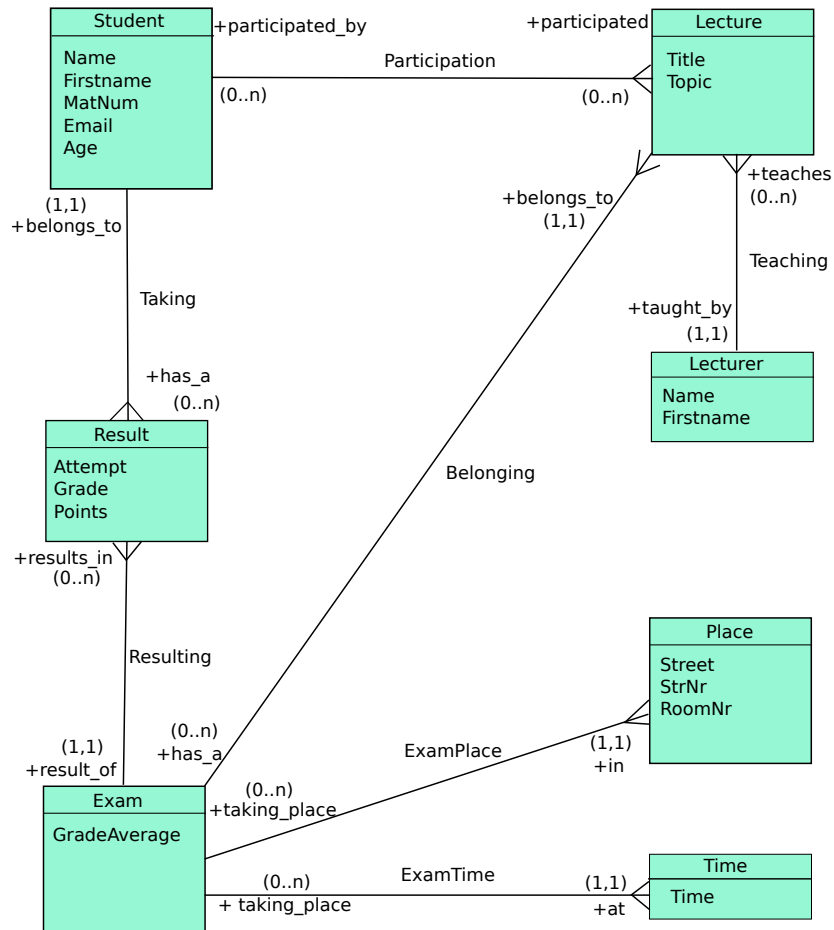 Student
Name
Firstname
MatNum
Email
Age
+participated_by
Participation
(0..n)
+participated
(0..n)
Lecture
Title
Topic
(1,1)
+belongs_to
Taking
+has_a
(0..n)
+belongs_to
(1,1)
+teaches
(0..n)
Teaching
+taught_by
(1,1)
Lecturer
Name
Firstname
Result
Attempt
Grade
Points
+results_in
(0..n)
Belonging
Resulting
(1,1)
+result_of
(0..n)
+has_a
Place
Street
StrNr
RoomNr
ExamPlace
(1,1)
+in
(0..n)
+taking_place
Exam
GradeAverage
(0..n)
+ taking_place
ExamTime
(1,1)
+at
Time
Time